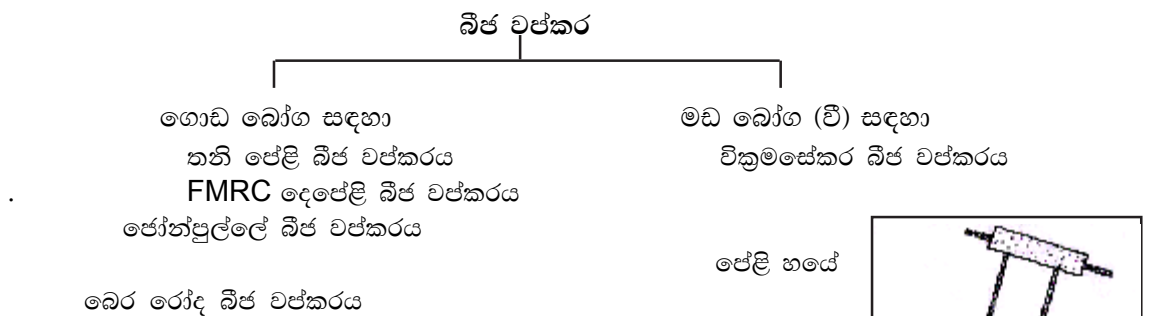 බීජ වප්කර
ගොඩ බෝග සඳහා
තනි පේළි බීජ වප්කරය
. FMRC දෙපේළි බීජ වප්කරය
ජෝන්පුල්ලේ බීජ වප්කරය
බෙර රෝද බීජ වප්කරය
මඩ බෝග (වී) සඳහා
වික්‍රමසේකර බීජ වප්කරය
පේළි හයේ